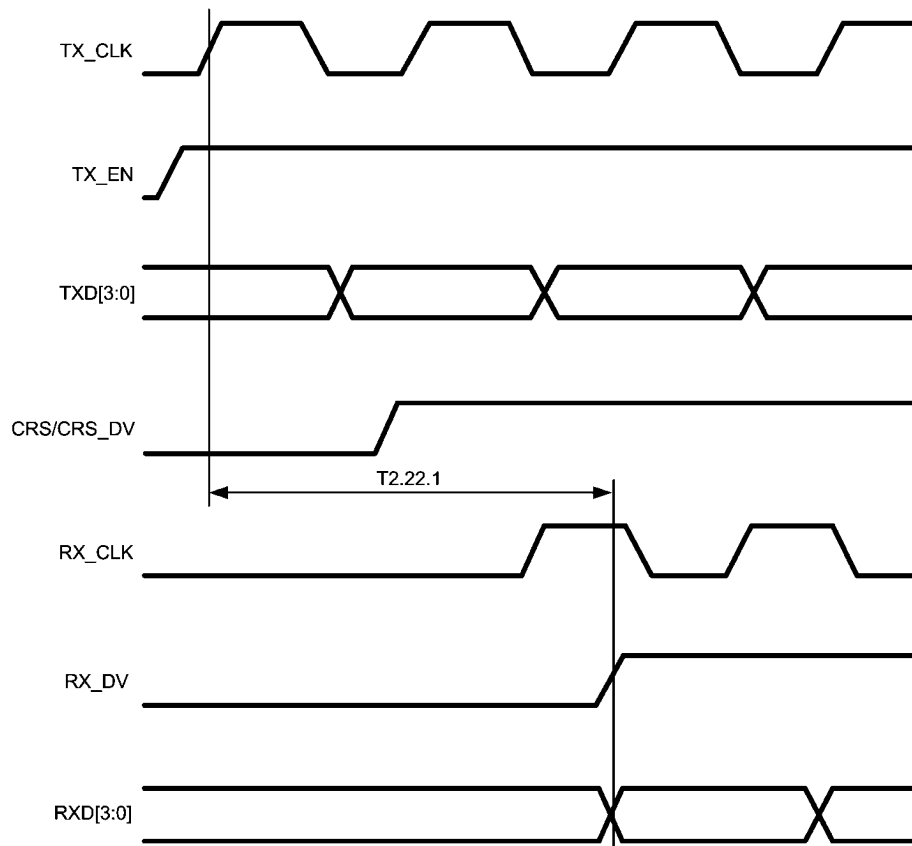 TX_CLK
TX_EN
TXD[3:0]
CRS/CRS_DV
T2.22.1
RX_CLK
RX_DV
RXD[3:0]